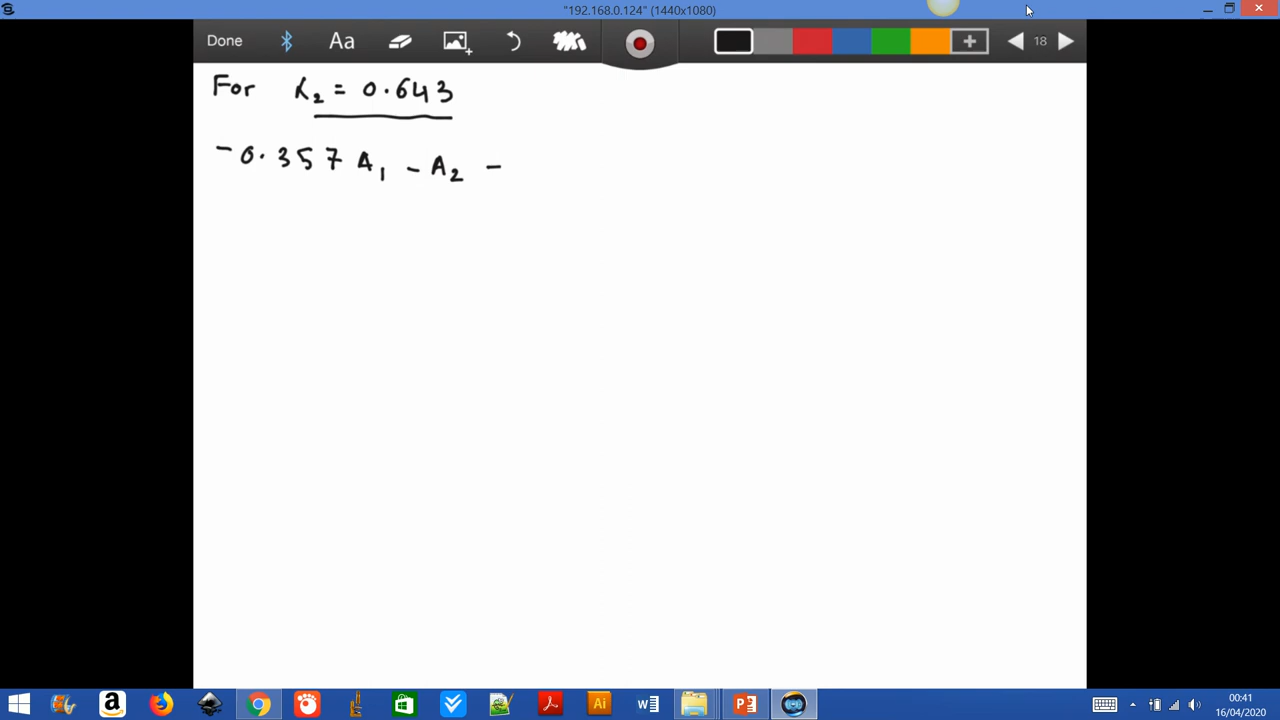 "192.168.0.124" (1440x1080)
Done Aa 18
For α₂ = 0.643
-0.357 A₁ - A₂ -
00:41
16/04/2020